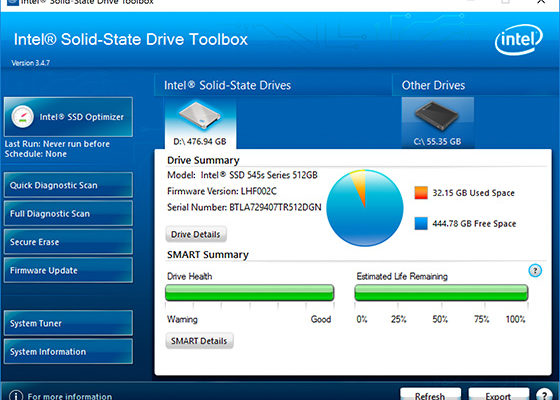 Intel® Solid-State Drive Toolbox
Intel® Solid-State Drive Toolbox
intel
Version 3.4.7
Intel® Solid-State Drives
Other Drives
Intel® SSD Optimizer
D:\ 476.94 GB
C:\ 55.35 GB
Last Run: Never run before
Schedule: None
Drive Summary
Model: Intel® SSD 545s Series 512GB
Firmware Version: LHF002C
Serial Number: BTLA729407TR512DGN
32.15 GB Used Space
444.78 GB Free Space
Drive Details
Quick Diagnostic Scan
Full Diagnostic Scan
Secure Erase
Firmware Update
SMART Summary
?
Drive Health
Estimated Life Remaining
Warning
Good
0%
25%
50%
75%
100%
SMART Details
System Tuner
System Information
i
For more information
Refresh
Export
?